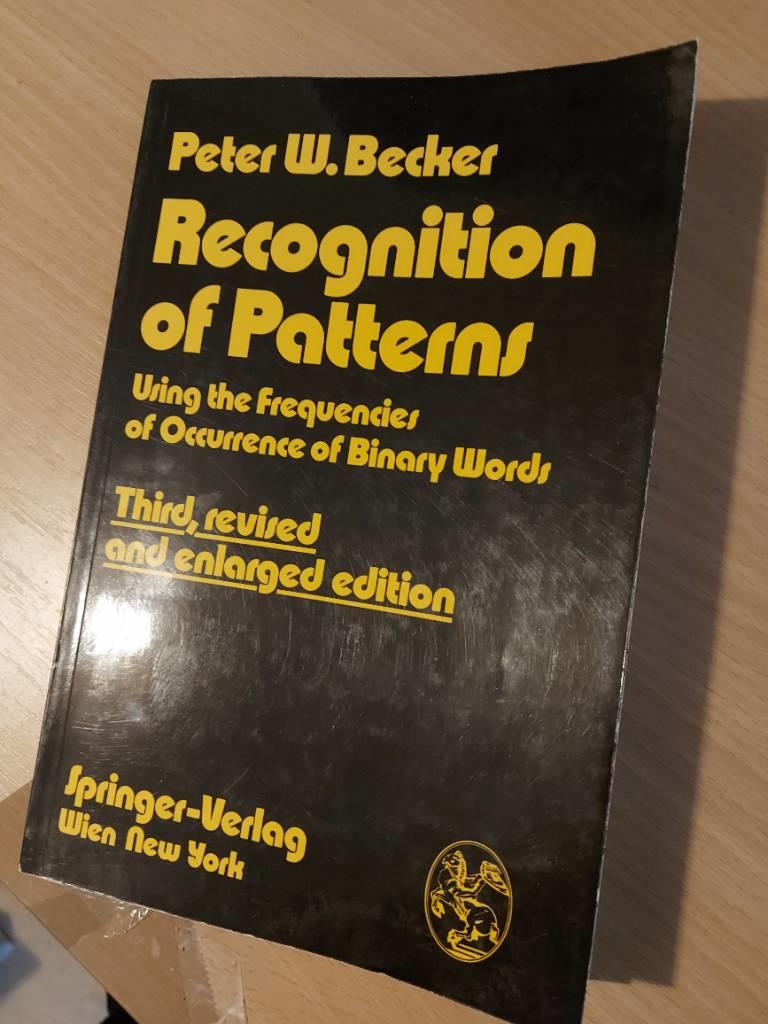 Peter W. Becker
Recognition
of Patterns
Using the Frequencies
of Occurrence of Binary Words
Third, revised
and enlarged edition
Springer-Verlag
Wien New York